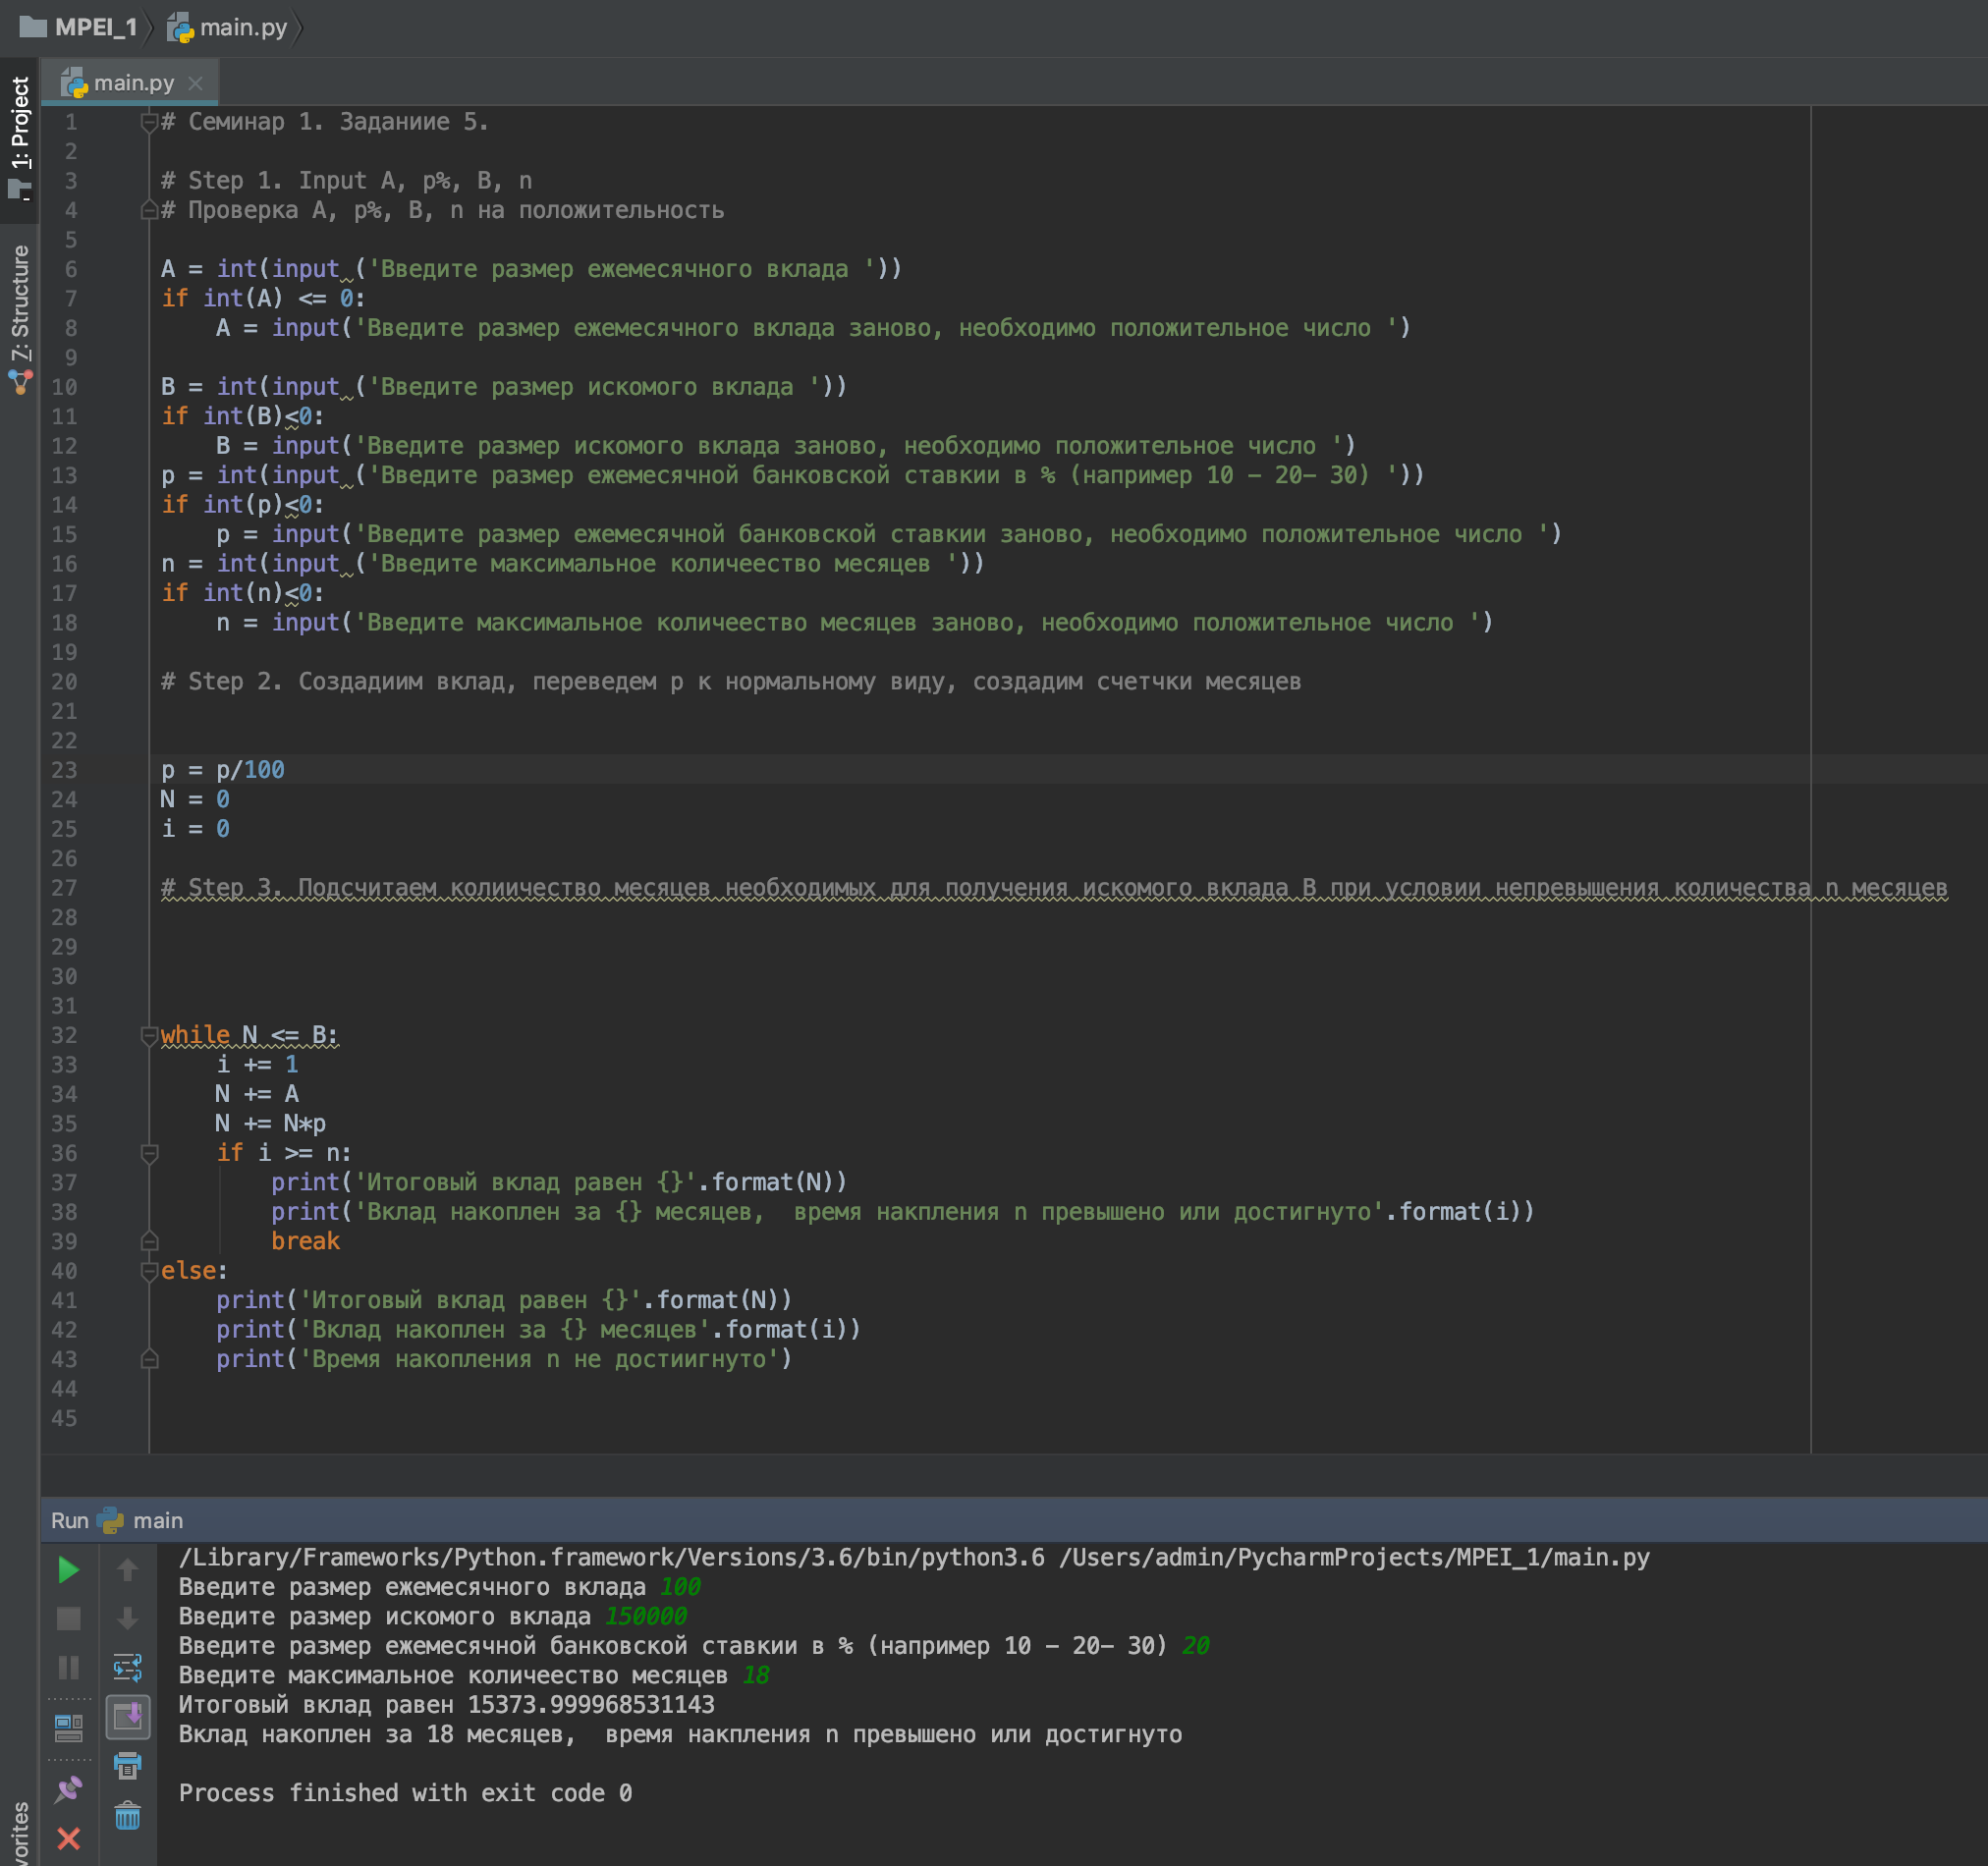 MPEI_1 main.py
main.py
1: Project
7: Structure
1 # Семинар 1. Заданиие 5.
2
3 # Step 1. Input A, p%, B, n
4 # Проверка A, p%, B, n на положительность
5
6 A = int(input ('Введите размер ежемесячного вклада '))
7 if int(A) <= 0:
8     A = input('Введите размер ежемесячного вклада заново, необходимо положительное число ')
9
10 B = int(input ('Введите размер искомого вклада '))
11 if int(B)<0:
12     B = input('Введите размер искомого вклада заново, необходимо положительное число ')
13 p = int(input ('Введите размер ежемесячной банковской ставкии в % (например 10 – 20– 30) '))
14 if int(p)<0:
15     p = input('Введите размер ежемесячной банковской ставкии заново, необходимо положительное число ')
16 n = int(input ('Введите максимальное количеество месяцев '))
17 if int(n)<0:
18     n = input('Введите максимальное количеество месяцев заново, необходимо положительное число ')
19
20 # Step 2. Создадиим вклад, переведем p к нормальному виду, создадим счетчки месяцев
21
22
23 p = p/100
24 N = 0
25 i = 0
26
27 # Step 3. Подсчитаем колиичество месяцев необходимых для получения искомого вклада B при условии непревышения количества n месяцев
28
29
30
31
32 while N <= B:
33     i += 1
34     N += A
35     N += N*p
36     if i >= n:
37         print('Итоговый вклад равен {}'.format(N))
38         print('Вклад накоплен за {} месяцев,  время накпления n превышено или достигнуто'.format(i))
39         break
40 else:
41     print('Итоговый вклад равен {}'.format(N))
42     print('Вклад накоплен за {} месяцев'.format(i))
43     print('Время накопления n не достиигнуто')
44
45
Run main
/Library/Frameworks/Python.framework/Versions/3.6/bin/python3.6 /Users/admin/PycharmProjects/MPEI_1/main.py
Введите размер ежемесячного вклада 100
Введите размер искомого вклада 150000
Введите размер ежемесячной банковской ставкии в % (например 10 – 20– 30) 20
Введите максимальное количеество месяцев 18
Итоговый вклад равен 15373.999968531143
Вклад накоплен за 18 месяцев,  время накпления n превышено или достигнуто
Process finished with exit code 0
vorites